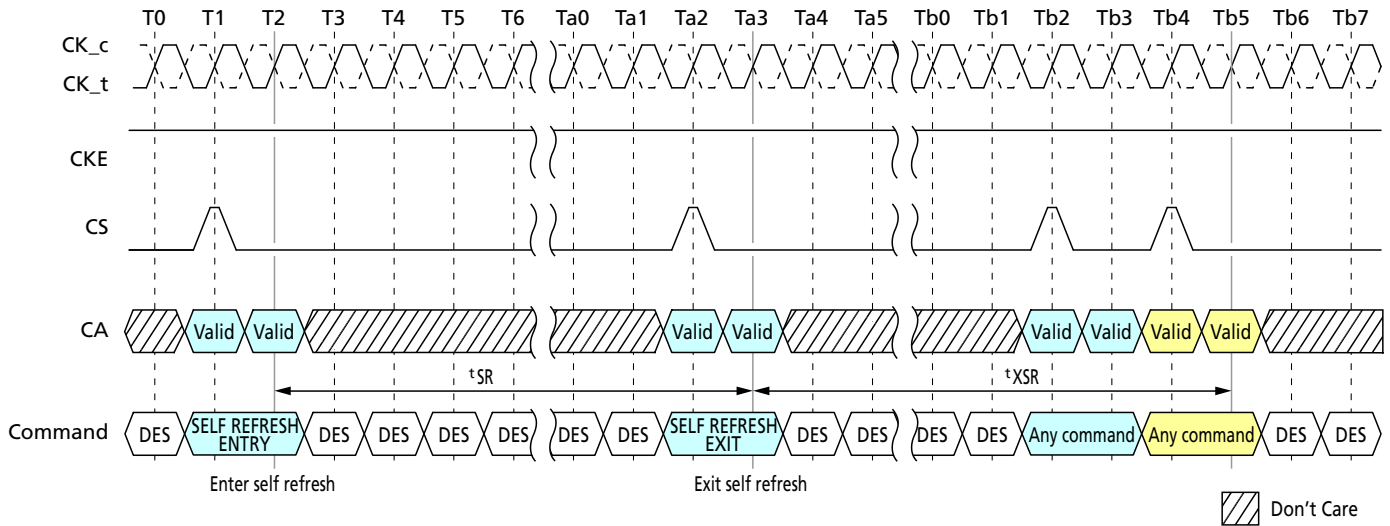 T0 T1 T2 T3 T4 T5 T6 Ta0 Ta1 Ta2 Ta3 Ta4 Ta5 Tb0 Tb1 Tb2 Tb3 Tb4 Tb5 Tb6 Tb7
CK_c
CK_t
CKE
CS
CA Valid Valid Valid Valid Valid Valid Valid Valid
tSR tXSR
Command DES SELF REFRESH ENTRY DES DES DES DES DES DES SELF REFRESH EXIT DES DES DES DES Any command Any command DES DES
Enter self refresh Exit self refresh
Don't Care